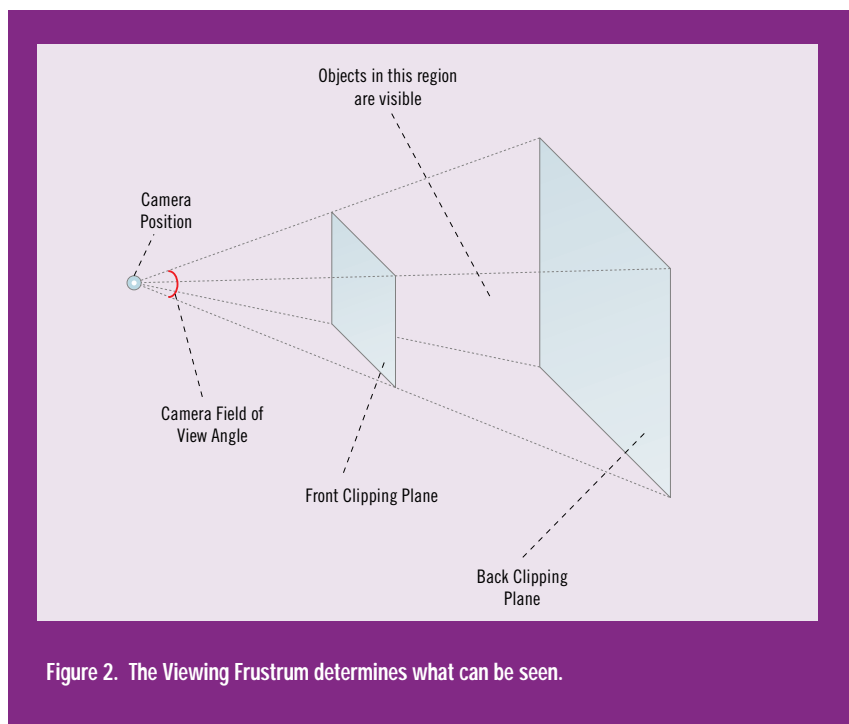 Objects in this region
are visible
Camera
Position
Camera Field of
View Angle
Front Clipping Plane
Back Clipping
Plane
Figure 2. The Viewing Frustrum determines what can be seen.